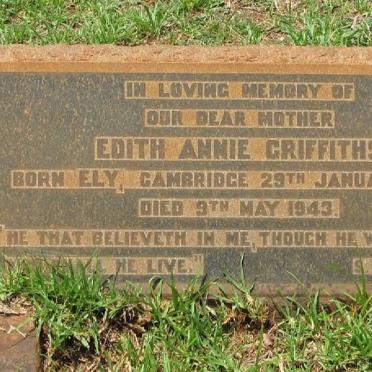 IN LOVING MEMORY OF
OUR DEAR MOTHER
EDITH ANNIE GRIFFITHS
BORN ELY, CAMBRIDGE 29TH JANUA
DIED 9TH MAY 1943.
"HE THAT BELIEVETH IN ME, THOUGH HE W
HE LIVE."